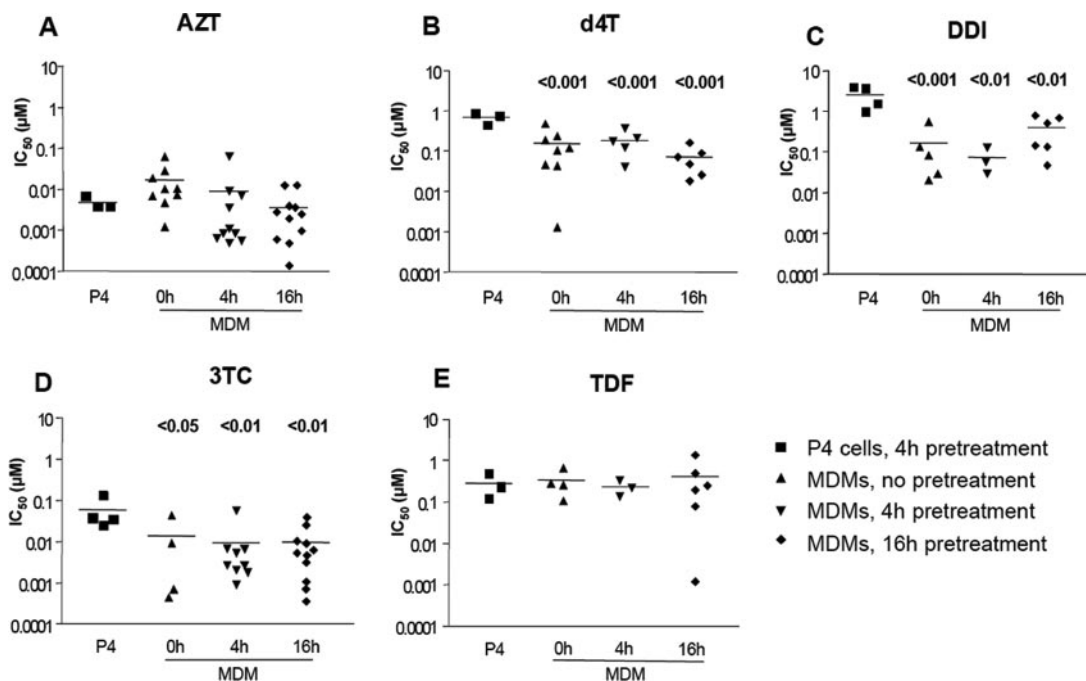 A
AZT
IC50 (μM)
10
1
0.1
0.01
0.001
0.0001
P4
0h
4h
16h
MDM
B
d4T
<0.001 <0.001 <0.001
IC50 (μM)
10
1
0.1
0.01
0.001
0.0001
P4
0h
4h
16h
MDM
C
DDI
<0.001 <0.01 <0.01
IC50 (μM)
10
1
0.1
0.01
0.001
0.0001
P4
0h
4h
16h
MDM
D
3TC
<0.05 <0.01 <0.01
IC50 (μM)
10
1
0.1
0.01
0.001
0.0001
P4
0h
4h
16h
MDM
E
TDF
IC50 (μM)
10
1
0.1
0.01
0.001
0.0001
P4
0h
4h
16h
MDM
P4 cells, 4h pretreatment
MDMs, no pretreatment
MDMs, 4h pretreatment
MDMs, 16h pretreatment